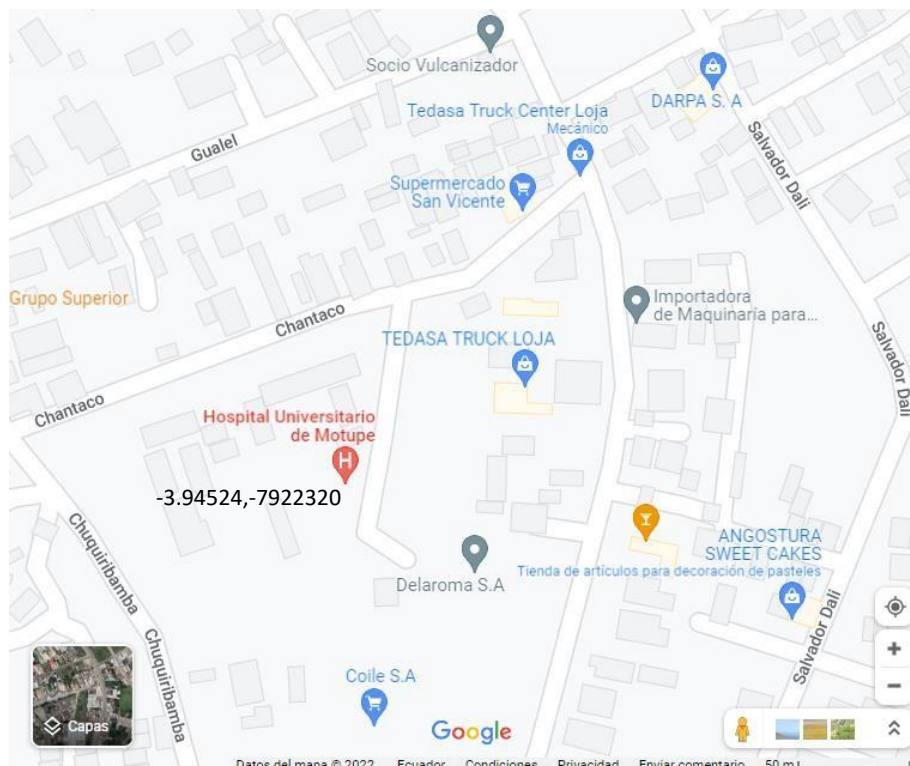 Socio Vulcanizador
DARPA S. A
Tedasa Truck Center Loja
Mecánico
Gualel
Salvador Dalí
Supermercado
San Vicente
Grupo Superior
Importadora
de Maquinaria para...
Chantaco
TEDASA TRUCK LOJA
Salvador Dalí
Chantaco
Hospital Universitario
de Motupe
H
-3.94524,-7922320
Chuquiribamba
ANGOSTURA
SWEET CAKES
Tienda de artículos para decoración de pasteles
Delaroma S.A
Salvador Dalí
Chuquiribamba
Coile S.A
Capas
Google
Datos del mapa © 2022 Ecuador Condiciones Privacidad Enviar comentario 50 m